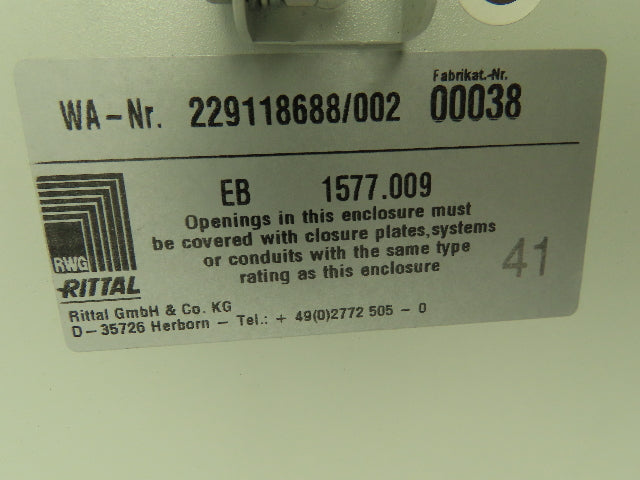 Fabrikat.-Nr.
WA-Nr. 229118688/002 00038
EB 1577.009
Openings in this enclosure must
be covered with closure plates,systems
or conduits with the same type
rating as this enclosure
41
RWG
RITTAL
Rittal GmbH & Co. KG
D-35726 Herborn - Tel.: + 49(0)2772 505 - 0